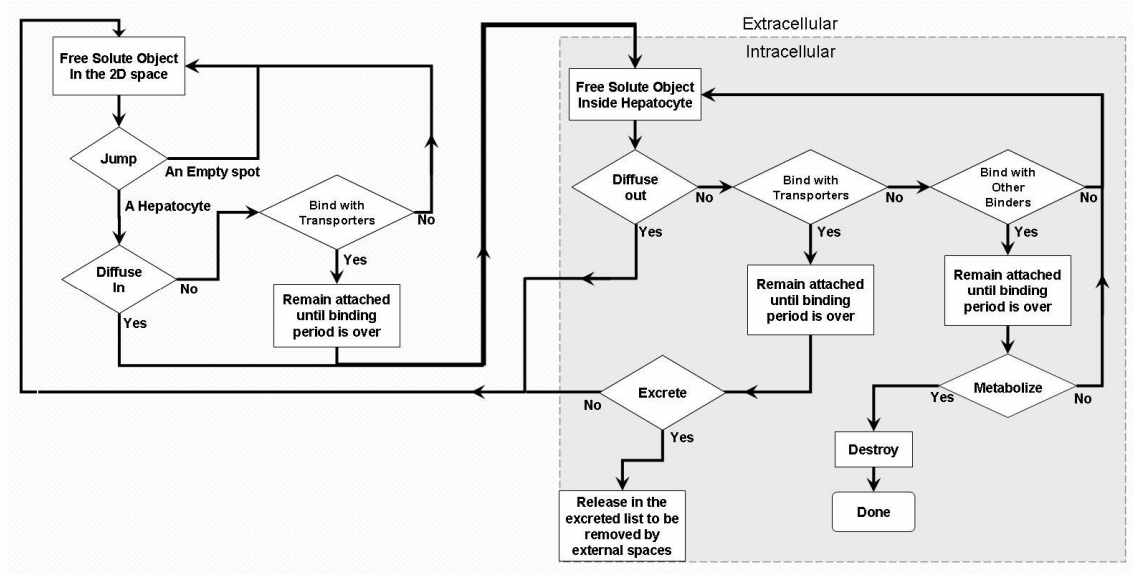 Extracellular
Intracellular
Free Solute Object
In the 2D space
Jump
An Empty spot
A Hepatocyte
Diffuse
In
No
Yes
Bind with
Transporters
No
Yes
Remain attached
until binding
period is over
Free Solute Object
Inside Hepatocyte
Diffuse
out
No
Yes
Bind with
Transporters
No
Yes
Bind with
Other
Binders
No
Yes
Remain attached
until binding
period is over
Remain attached
until binding
period is over
Excrete
No
Yes
Metabolize
Yes
No
Destroy
Done
Release in the
excreted list to be
removed by
external spaces